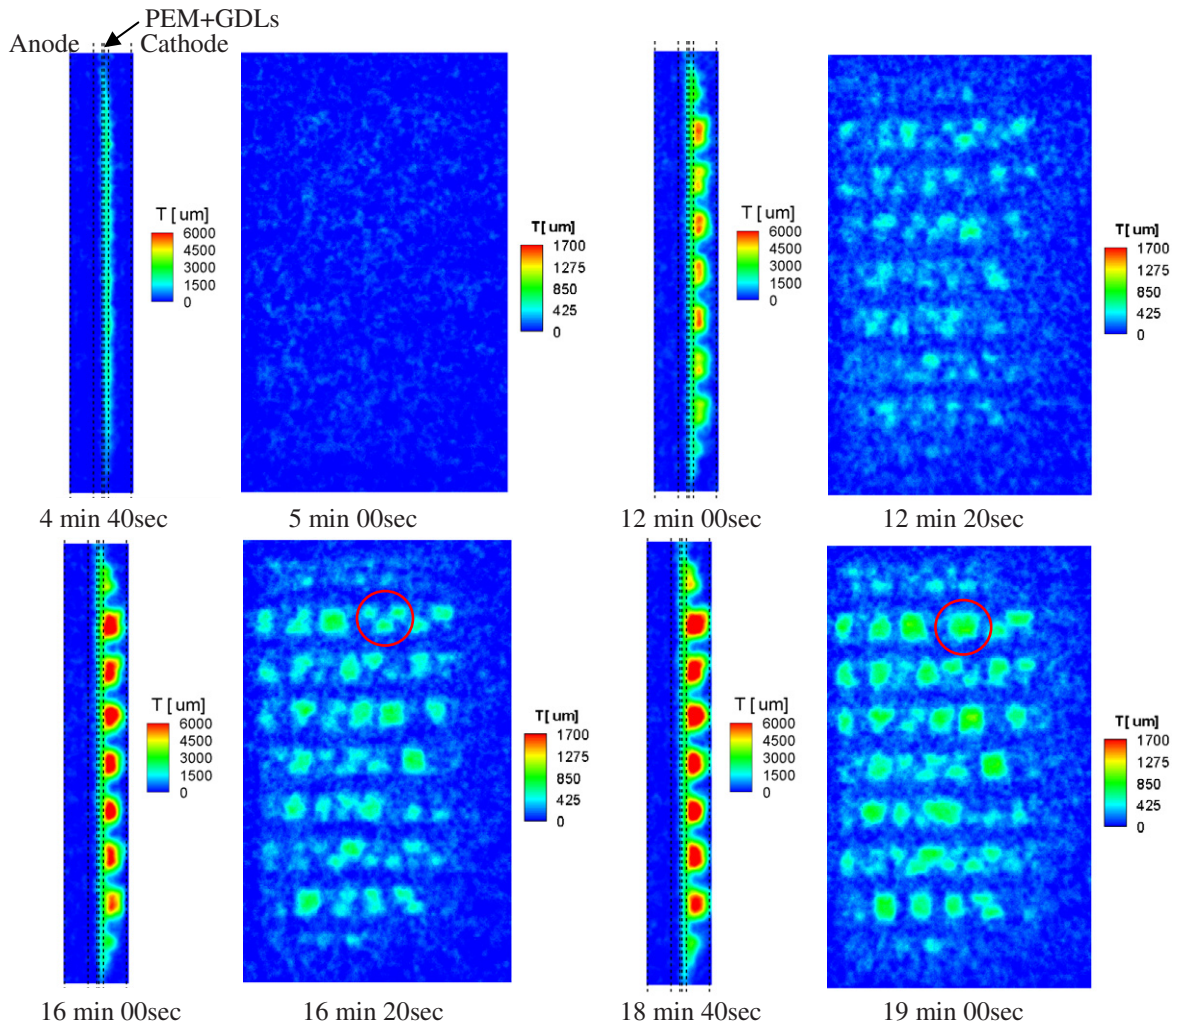 PEM+GDLs
Anode Cathode
T [ um]
6000
4500
3000
1500
0
T[ um]
1700
1275
850
425
0
T [ um]
6000
4500
3000
1500
0
T[ um]
1700
1275
850
425
0
4 min 40sec
5 min 00sec
12 min 00sec
12 min 20sec
T [ um]
6000
4500
3000
1500
0
T[ um]
1700
1275
850
425
0
T [ um]
6000
4500
3000
1500
0
T[ um]
1700
1275
850
425
0
16 min 00sec
16 min 20sec
18 min 40sec
19 min 00sec